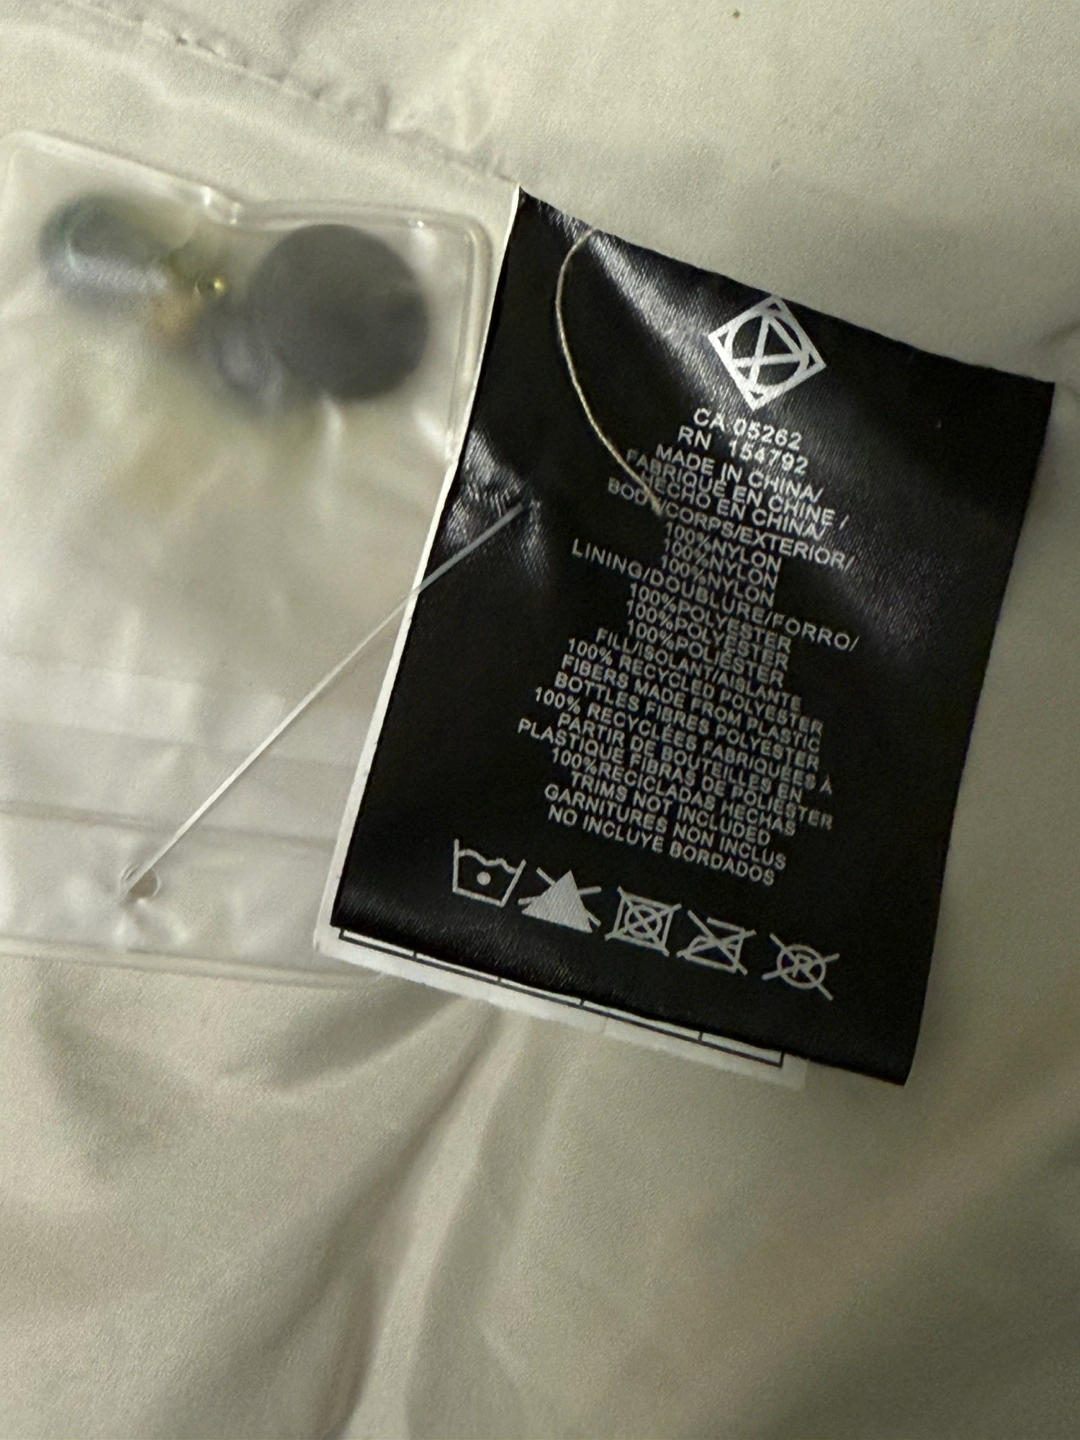 CA 05262
RN 154792
MADE IN CHINA/
FABRIQUÉ EN CHINE /
HECHO EN CHINA/
BODY/CORPS/EXTERIOR/
100%NYLON
100%NYLON
100%NYLON
LINING/DOUBLURE/FORRO/
100%POLYESTER
100%POLYESTER
100%POLIÉSTER
FILL/ISOLANT/AISLANTE
100% RECYCLED POLYESTER
FIBERS MADE FROM PLASTIC
BOTTLES FIBRES POLYESTER
100% RECYCLÉES FABRIQUÉES À
PARTIR DE BOUTEILLES EN
PLASTIQUE FIBRAS DE POLIÉSTER
100%RECICLADAS HECHAS
TRIMS NOT INCLUDED
GARNITURES NON INCLUS
NO INCLUYE BORDADOS